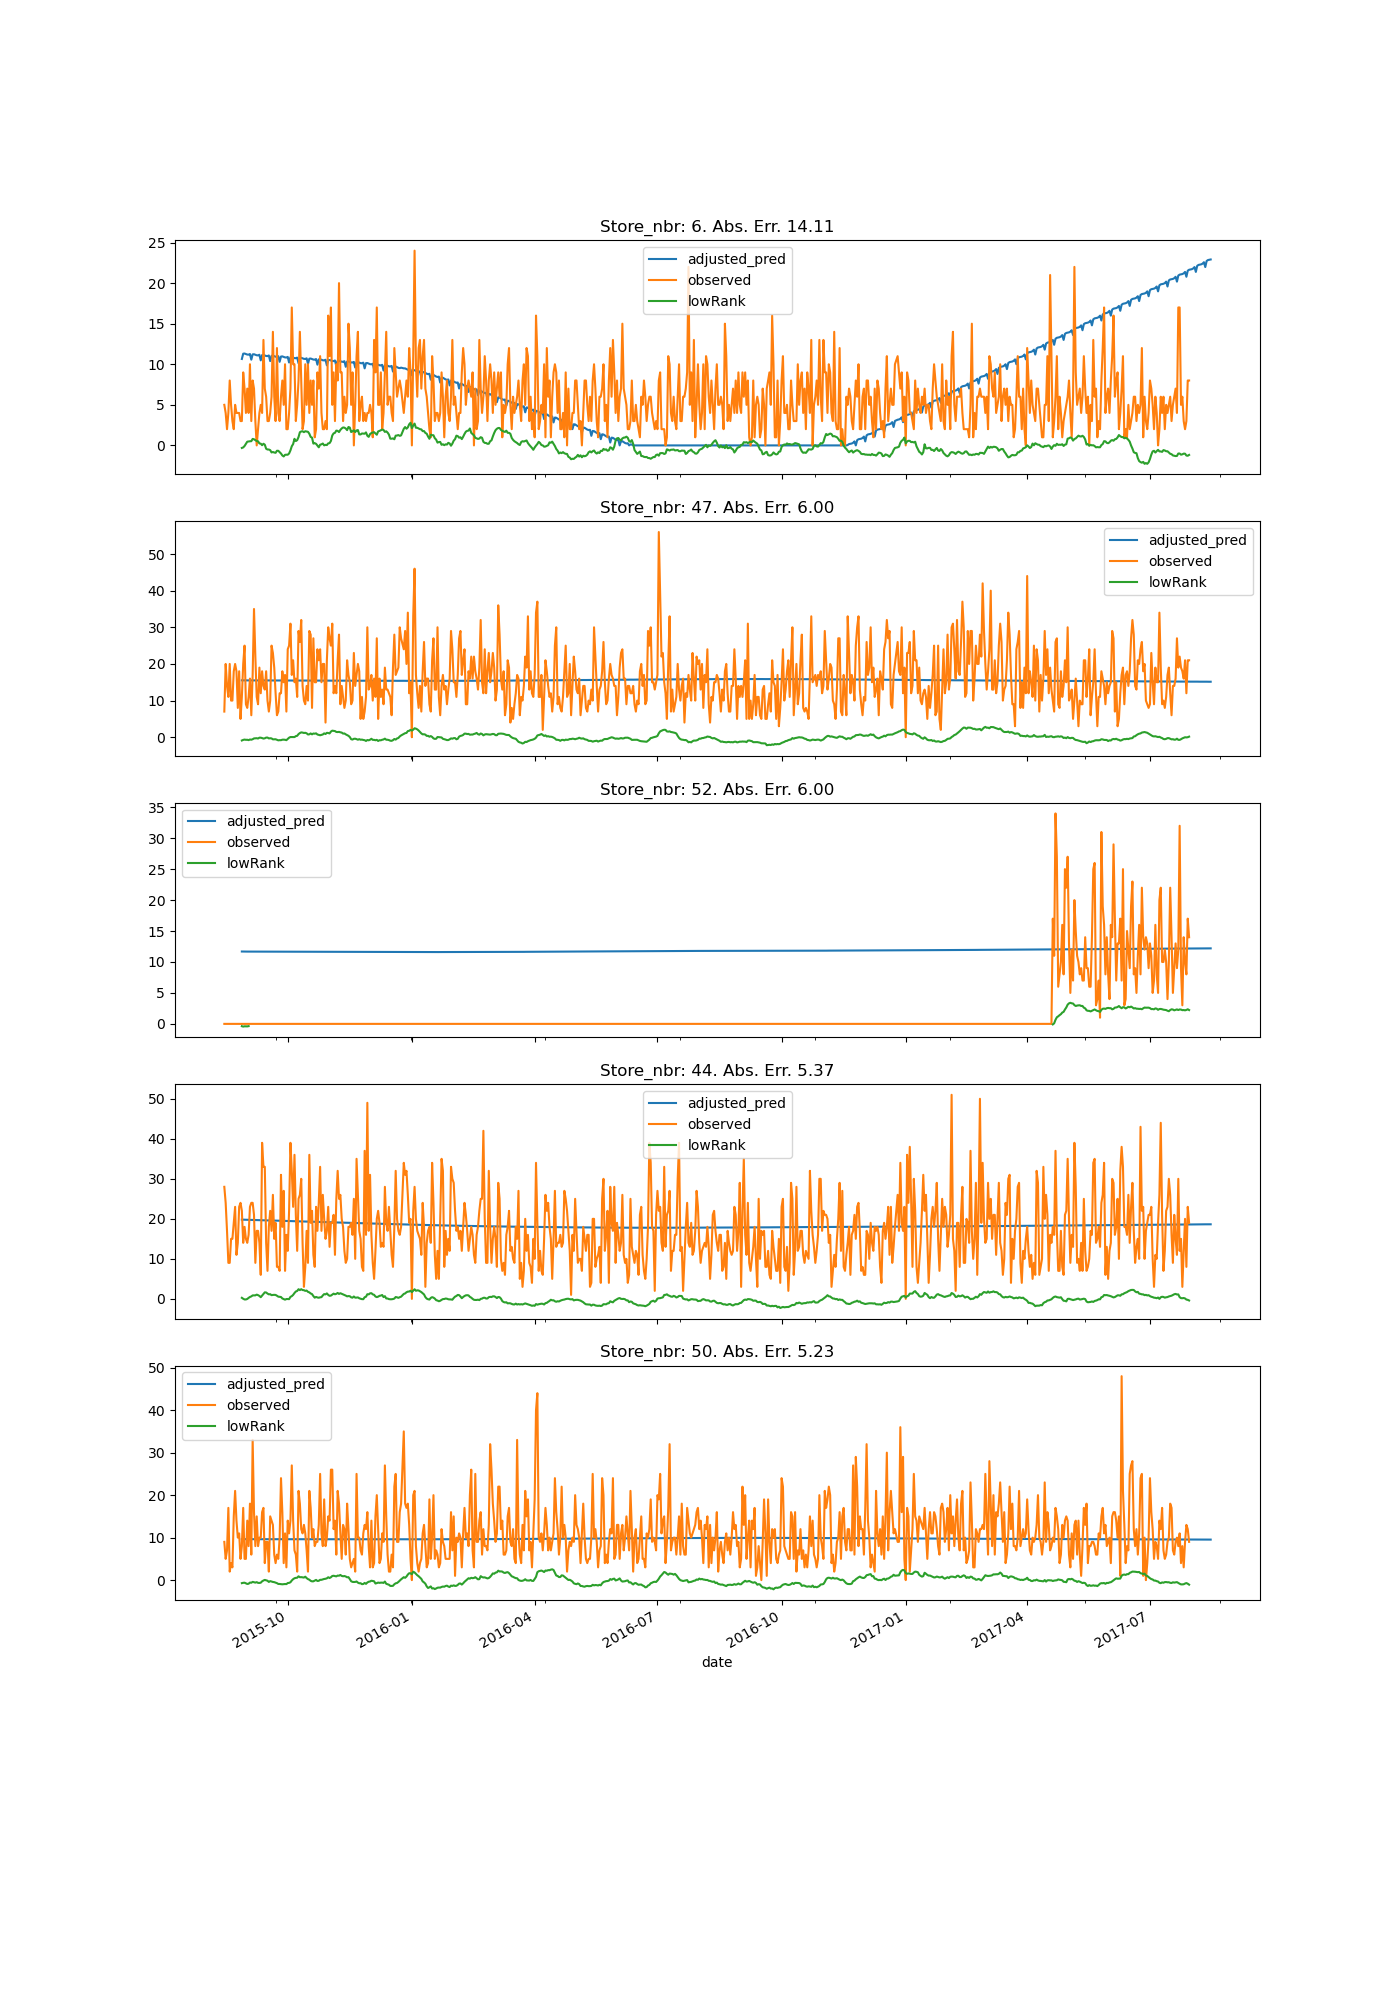 Store_nbr: 6. Abs. Err. 14.11
25
20
15
10
5
0
adjusted_pred
observed
lowRank
Store_nbr: 47. Abs. Err. 6.00
50
40
30
20
10
0
adjusted_pred
observed
lowRank
Store_nbr: 52. Abs. Err. 6.00
35
30
25
20
15
10
5
0
adjusted_pred
observed
lowRank
Store_nbr: 44. Abs. Err. 5.37
50
40
30
20
10
0
adjusted_pred
observed
lowRank
Store_nbr: 50. Abs. Err. 5.23
50
40
30
20
10
0
adjusted_pred
observed
lowRank
2015-10
2016-01
2016-04
2016-07
2016-10
2017-01
2017-04
2017-07
date